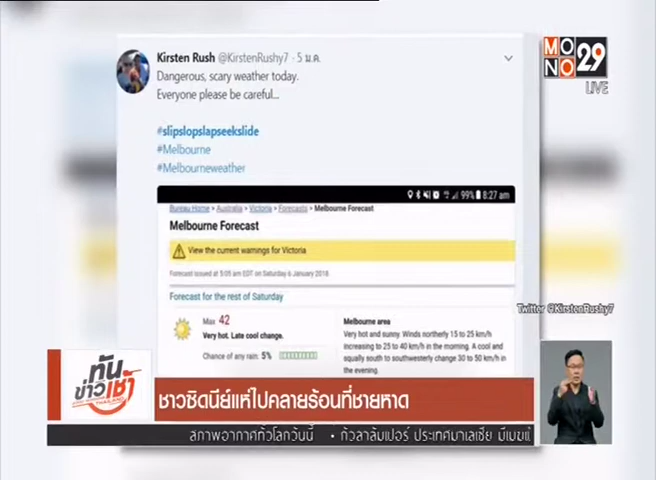 MONO 29
LIVE
Kirsten Rush @KirstenRushy7 · 5 ม.ค.
Dangerous, scary weather today.
Everyone please be careful...
#slipslopslapseekslide
#Melbourne
#Melbourneweather
99% 8:27 am
Bureau Home > Australia > Victoria > Forecasts > Melbourne Forecast
Melbourne Forecast
View the current warnings for Victoria
Forecast issued at 5:05 am EDT on Saturday 6 January 2018
Forecast for the rest of Saturday
Max 42
Very hot. Late cool change.
Chance of any rain: 5%
Melbourne area
Very hot and sunny. Winds northerly 15 to 25 km/h
increasing to 25 to 40 km/h in the morning. A cool and
squally south to southwesterly change 30 to 50 km/h in
the evening.
Twitter @KirstenRushy7
ทันข่าวเช้า
ชาวซิดนีย์แห่ไปคลายร้อนที่ชายหาด
สภาพอากาศทั่วโลกวันนี้ • กัวลาลัมเปอร์ ประเทศมาเลเซีย มีเมฆ